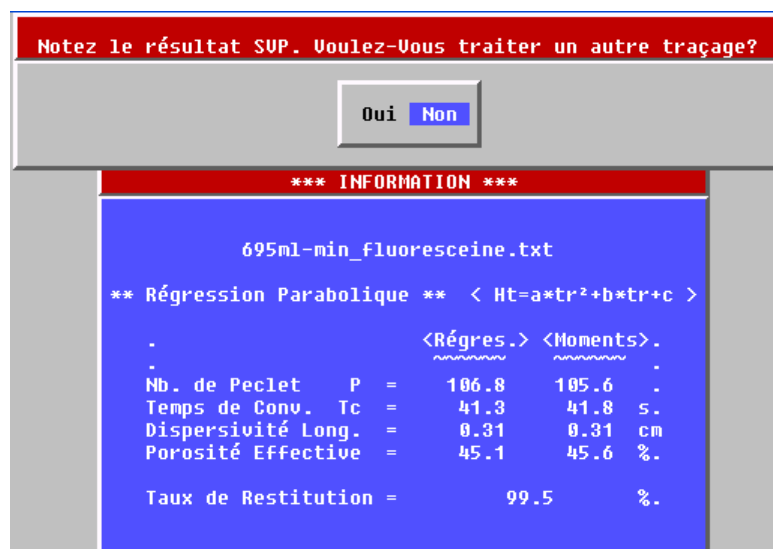 Notez le résultat SVP. Voulez-Vous traiter un autre traçage?
Oui Non
*** INFORMATION ***
695ml-min_fluoresceine.txt
** Régression Parabolique ** < Ht=a*tr²+b*tr+c >
. <Régres.> <Moments>.
. ~~~~~~~ ~~~~~~~ .
Nb. de Peclet P = 106.8 105.6 .
Temps de Conv. Tc = 41.3 41.8 s.
Dispersivité Long. = 0.31 0.31 cm
Porosité Effective = 45.1 45.6 %.
Taux de Restitution = 99.5 %.